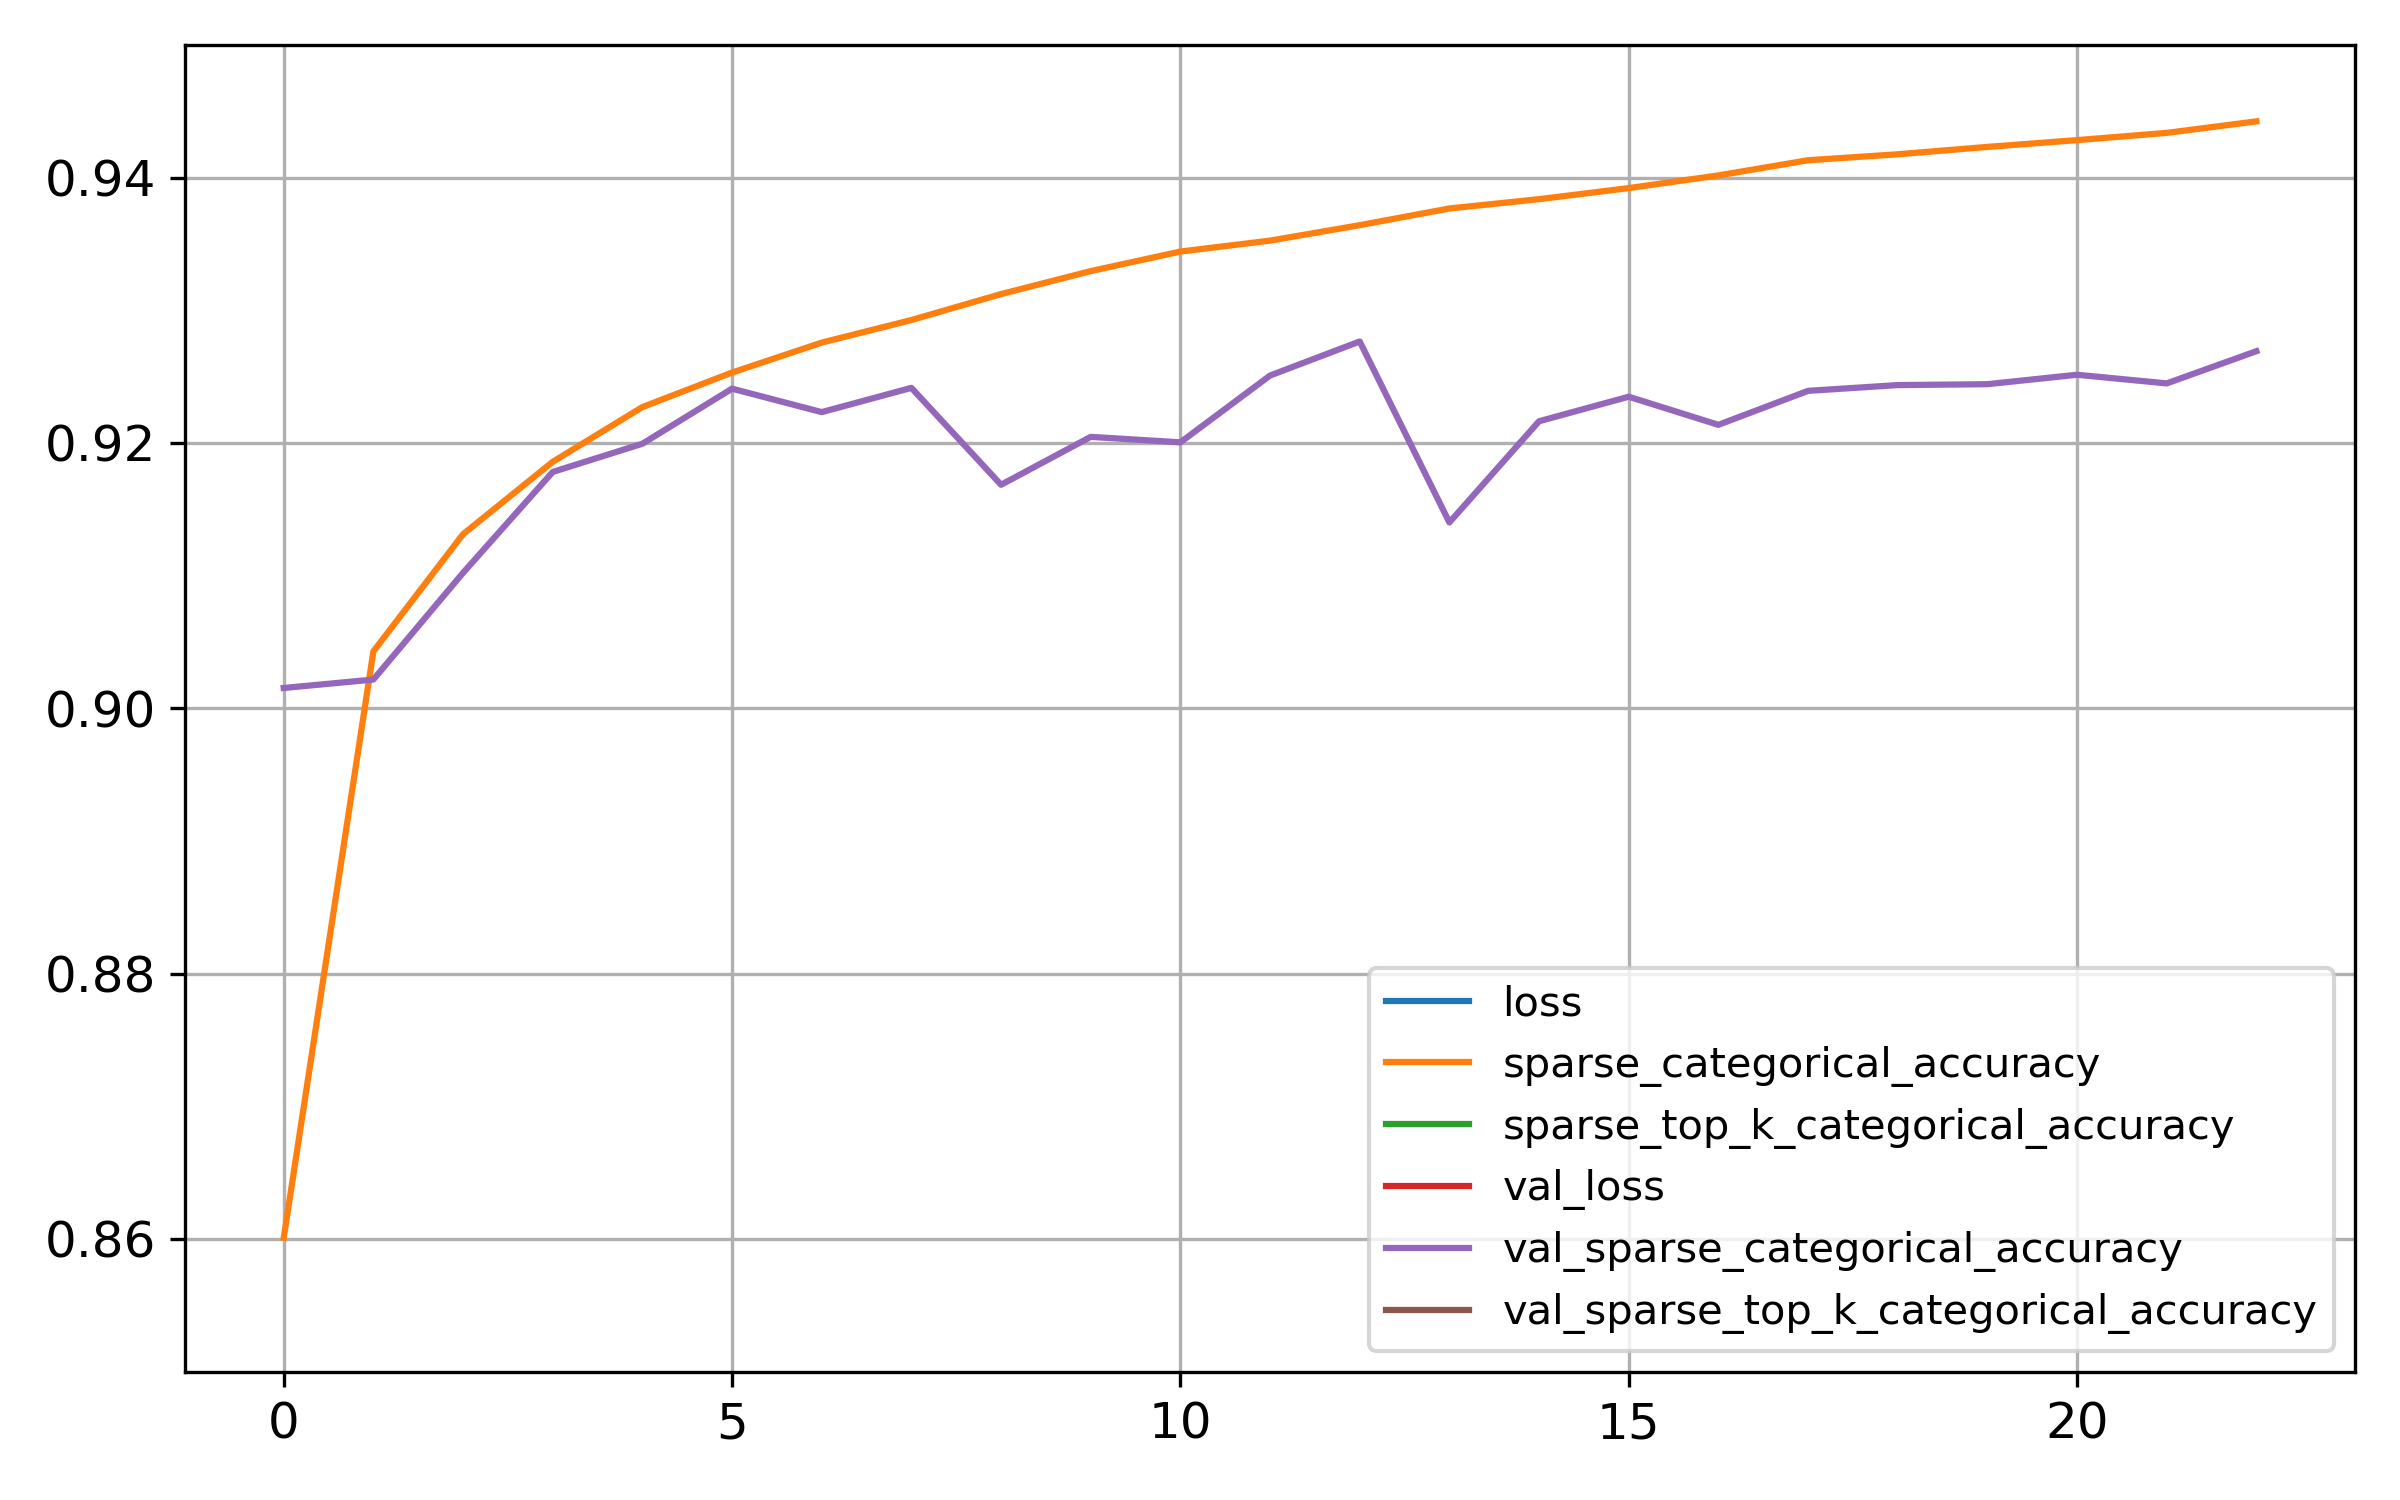 0.94
0.92
0.90
0.88
0.86
0 5 10 15 20
loss
sparse_categorical_accuracy
sparse_top_k_categorical_accuracy
val_loss
val_sparse_categorical_accuracy
val_sparse_top_k_categorical_accuracy